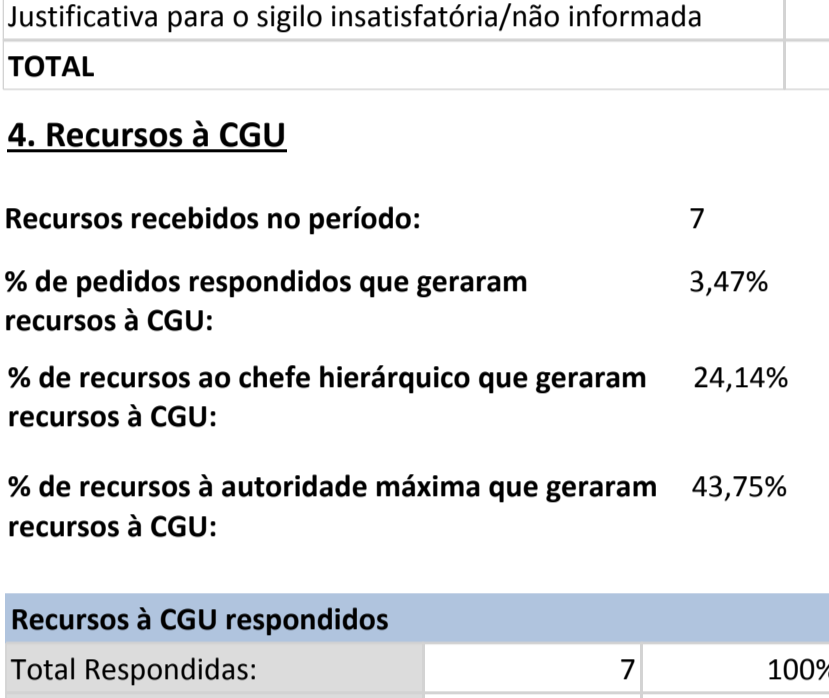 Justificativa para o sigilo insatisfatória/não informada
TOTAL
4. Recursos à CGU
Recursos recebidos no período: 7
% de pedidos respondidos que geraram 3,47%
recursos à CGU:
% de recursos ao chefe hierárquico que geraram 24,14%
recursos à CGU:
% de recursos à autoridade máxima que geraram 43,75%
recursos à CGU:
Recursos à CGU respondidos
Total Respondidas: 7 100%